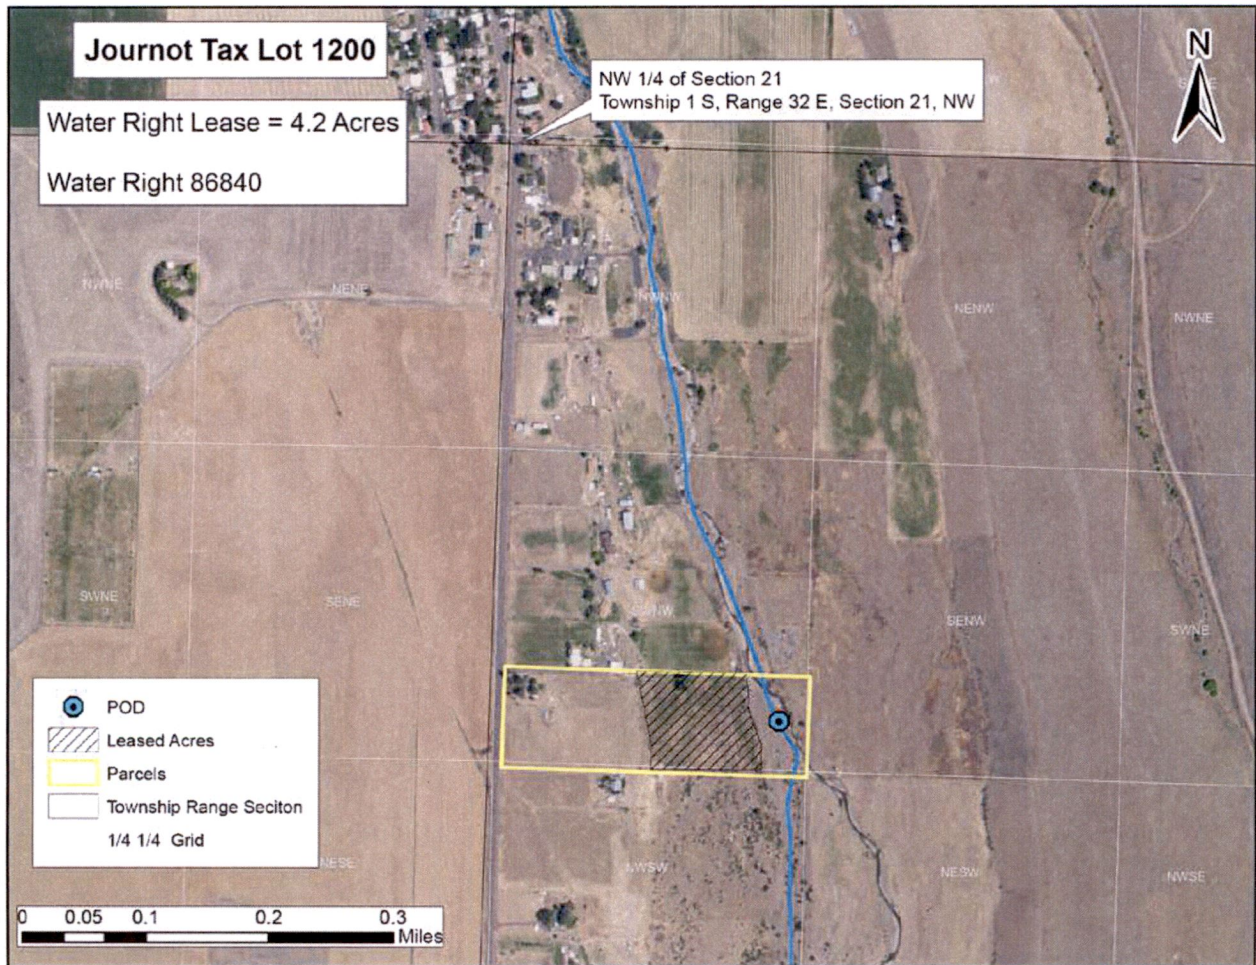 Journot Tax Lot 1200
N
NW 1/4 of Section 21
Township 1 S, Range 32 E, Section 21, NW
Water Right Lease = 4.2 Acres
Water Right 86840
NWNE
NENE
NWNW
NENW
NWNE
SWNE
SENE
SWNW
SENW
SWNE
POD
Leased Acres
Parcels
Township Range Seciton
1/4 1/4 Grid
NESE
NWSW
NESW
NWSE
0 0.05 0.1 0.2 0.3
Miles